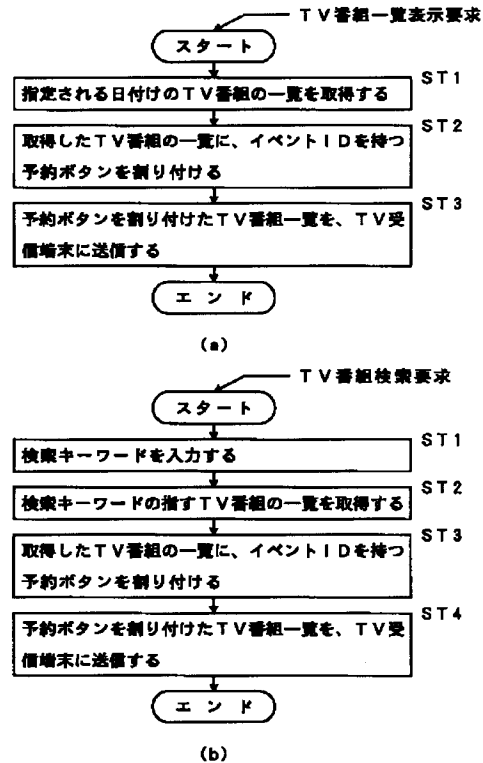 ＴＶ番組一覧表示要求
スタート
ＳＴ１
指定される日付けのＴＶ番組の一覧を取得する
ＳＴ２
取得したＴＶ番組の一覧に、イベントＩＤを持つ
予約ボタンを割り付ける
ＳＴ３
予約ボタンを割り付けたＴＶ番組一覧を、ＴＶ受
信端末に送信する
エンド
(a)
ＴＶ番組検索要求
スタート
ＳＴ１
検索キーワードを入力する
ＳＴ２
検索キーワードの指すＴＶ番組の一覧を取得する
ＳＴ３
取得したＴＶ番組の一覧に、イベントＩＤを持つ
予約ボタンを割り付ける
ＳＴ４
予約ボタンを割り付けたＴＶ番組一覧を、ＴＶ受
信端末に送信する
エンド
(b)